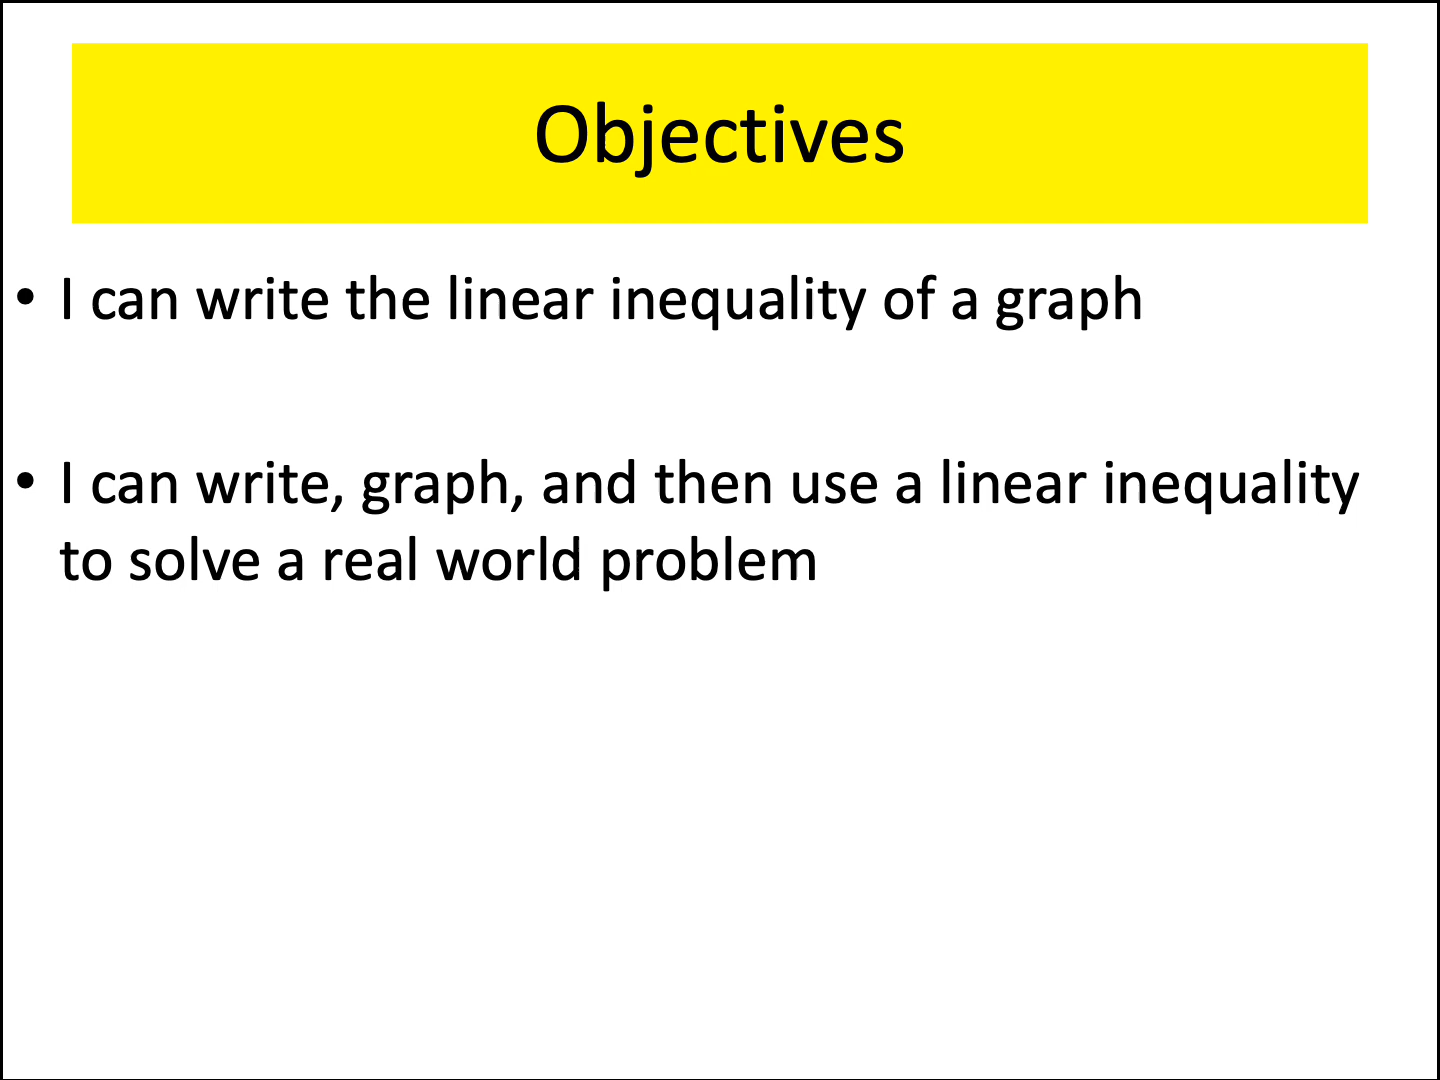 Objectives
• I can write the linear inequality of a graph
• I can write, graph, and then use a linear inequality
to solve a real world problem